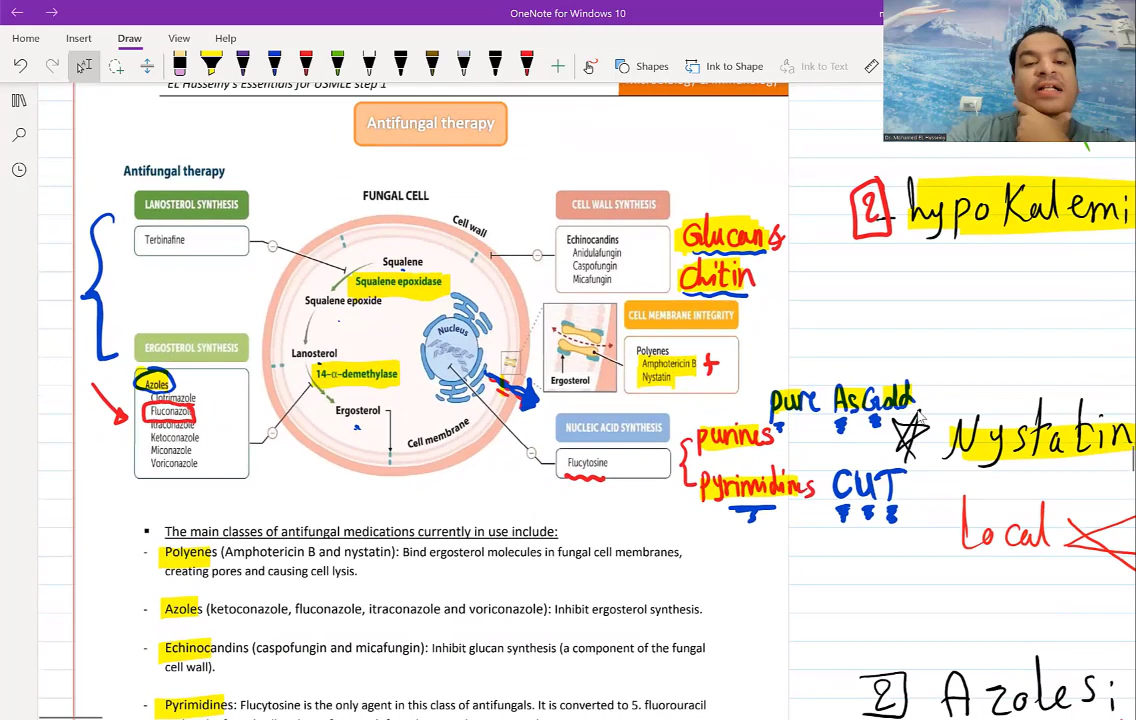 OneNote for Windows 10
Home Insert Draw View Help
Shapes Ink to Shape Ink to Text
Dr. Mohamed EL Husseiny
EL Husseiny's Essentials for USMILE step 1
Antifungal therapy
Antifungal therapy
LANOSTEROL SYNTHESIS
Terbinafine
ERGOSTEROL SYNTHESIS
Azoles
Clotrimazole
Fluconazole
Itraconazole
Ketoconazole
Miconazole
Voriconazole
FUNGAL CELL
Cell wall
Squalene
Squalene epoxidase
Squalene epoxide
Nucleus
Lanosterol
14-α-demethylase
Ergosterol
Cell membrane
CELL WALL SYNTHESIS
Echinocandins
Anidulafungin
Caspofungin
Micafungin
Glucan &
chitin
CELL MEMBRANE INTEGRITY
Ergosterol
Polyenes
Amphotericin B
Nystatin
+
NUCLEIC ACID SYNTHESIS
Flucytosine
pure As Gold
purines
pyrimidines CUT
2 hypoKalemi
Nystatin
Local
2 Azoles;
▪ The main classes of antifungal medications currently in use include:
- Polyenes (Amphotericin B and nystatin): Bind ergosterol molecules in fungal cell membranes,
creating pores and causing cell lysis.
- Azoles (ketoconazole, fluconazole, itraconazole and voriconazole): Inhibit ergosterol synthesis.
- Echinocandins (caspofungin and micafungin): Inhibit glucan synthesis (a component of the fungal
cell wall).
- Pyrimidines: Flucytosine is the only agent in this class of antifungals. It is converted to 5. fluorouracil